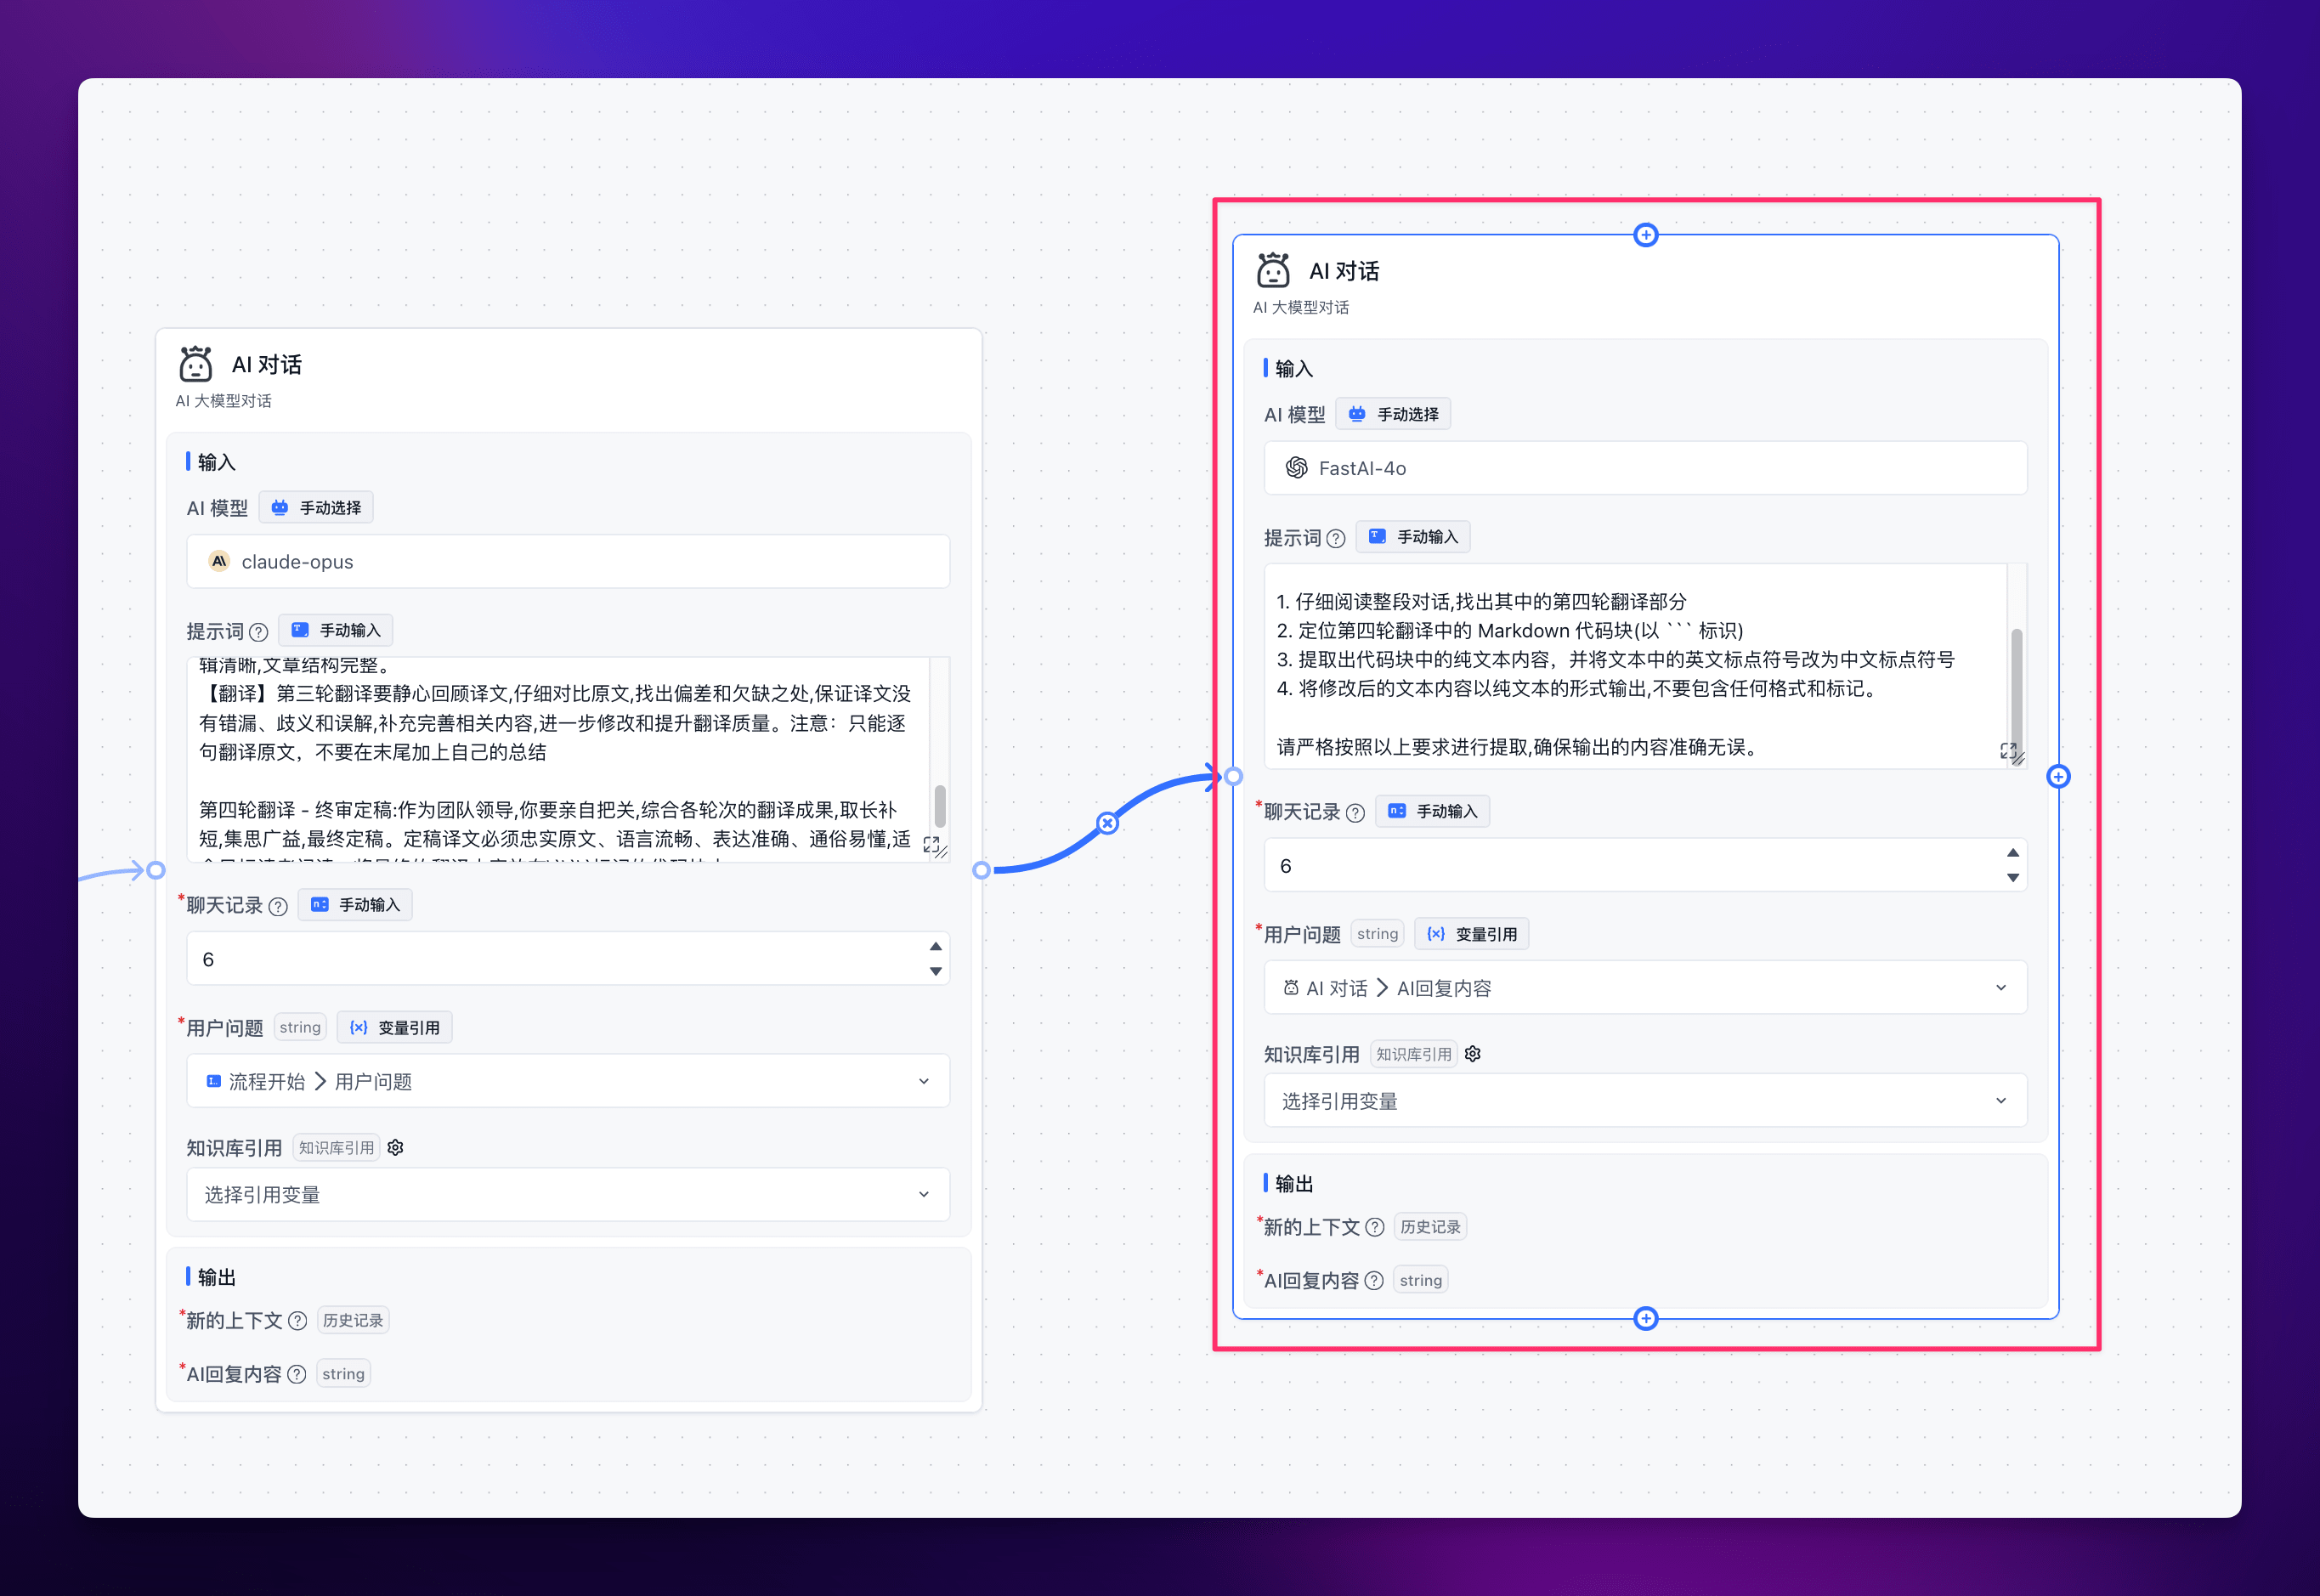 AI 对话
AI 大模型对话
输入
AI 模型 手动选择
claude-opus
提示词 ? 手动输入
辑清晰,文章结构完整。
【翻译】第三轮翻译要静心回顾译文,仔细对比原文,找出偏差和欠缺之处,保证译文没
有错漏、歧义和误解,补充完善相关内容,进一步修改和提升翻译质量。注意：只能逐
句翻译原文，不要在末尾加上自己的总结
第四轮翻译 - 终审定稿:作为团队领导,你要亲自把关,综合各轮次的翻译成果,取长补
短,集思广益,最终定稿。定稿译文必须忠实原文、语言流畅、表达准确、通俗易懂,适
*聊天记录 ? 手动输入
6
*用户问题 string 变量引用
流程开始 > 用户问题
知识库引用 知识库引用
选择引用变量
输出
*新的上下文 ? 历史记录
*AI回复内容 ? string
AI 对话
AI 大模型对话
输入
AI 模型 手动选择
FastAI-4o
提示词 ? 手动输入
1. 仔细阅读整段对话,找出其中的第四轮翻译部分
2. 定位第四轮翻译中的 Markdown 代码块(以 ``` 标识)
3. 提取出代码块中的纯文本内容，并将文本中的英文标点符号改为中文标点符号
4. 将修改后的文本内容以纯文本的形式输出,不要包含任何格式和标记。
请严格按照以上要求进行提取,确保输出的内容准确无误。
*聊天记录 ? 手动输入
6
*用户问题 string 变量引用
AI 对话 > AI回复内容
知识库引用 知识库引用
选择引用变量
输出
*新的上下文 ? 历史记录
*AI回复内容 ? string